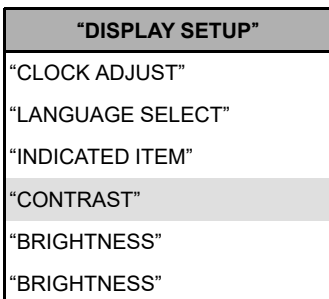 “DISPLAY SETUP”
“CLOCK ADJUST”
“LANGUAGE SELECT”
“INDICATED ITEM”
“CONTRAST”
“BRIGHTNESS”
“BRIGHTNESS”